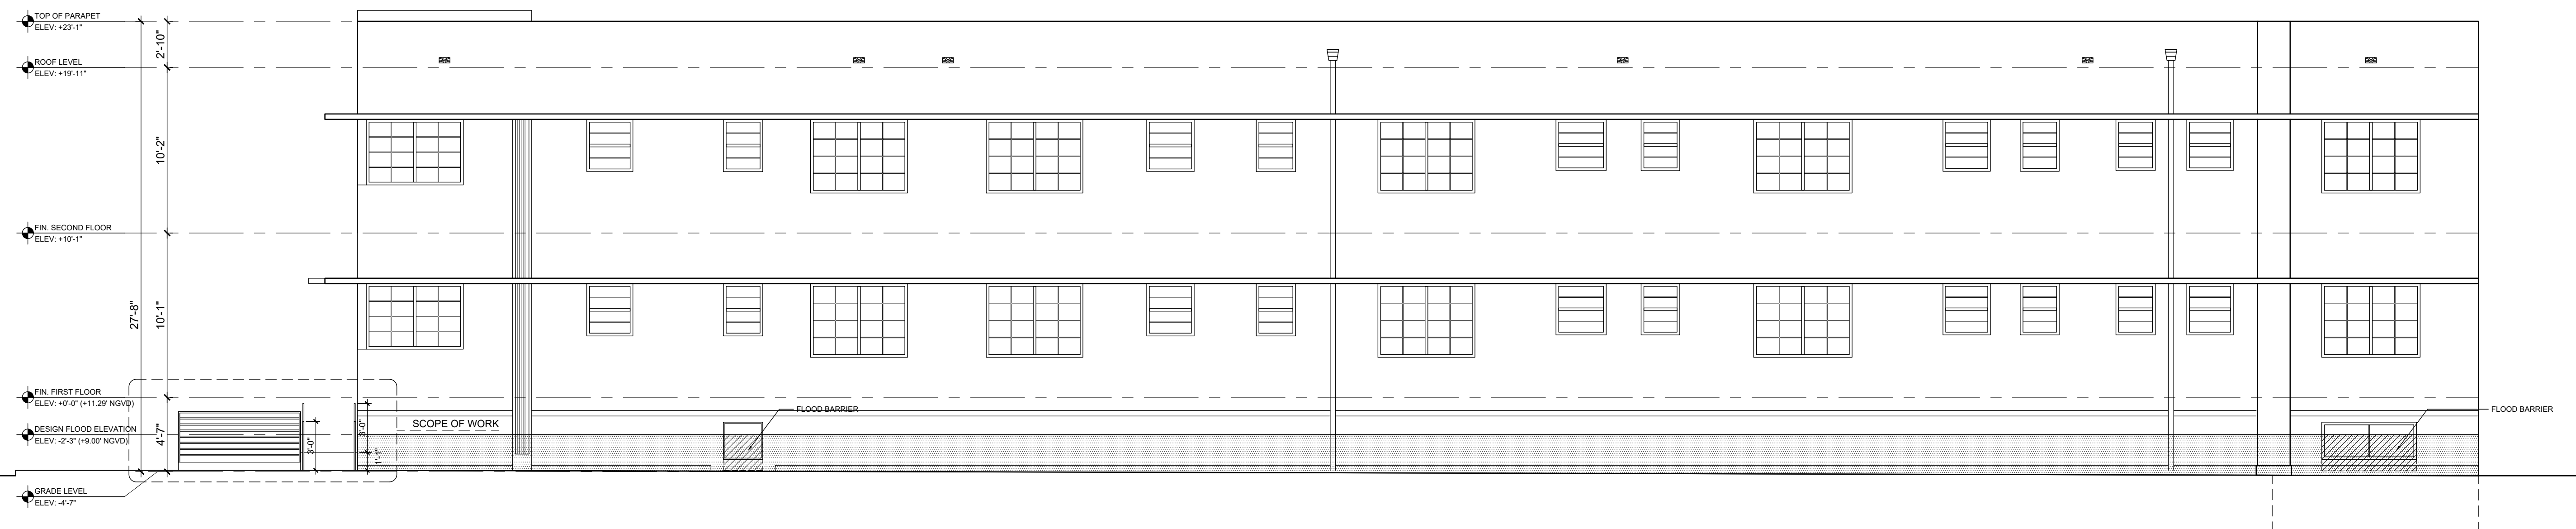 TOP OF PARAPET
ELEV: +23'-1"
2'-10"
ROOF LEVEL
ELEV: +19'-11"
10'-2"
FIN. SECOND FLOOR
ELEV: +10'-1"
27'-8"
10'-1"
FIN. FIRST FLOOR
ELEV: +0'-0" (+11.29' NGVD)
DESIGN FLOOD ELEVATION
ELEV: -2'-3" (+9.00' NGVD)
4'-7"
3'-0"
3'-0"
1'-1"
SCOPE OF WORK
FLOOD BARRIER
FLOOD BARRIER
GRADE LEVEL
ELEV: -4'-7"